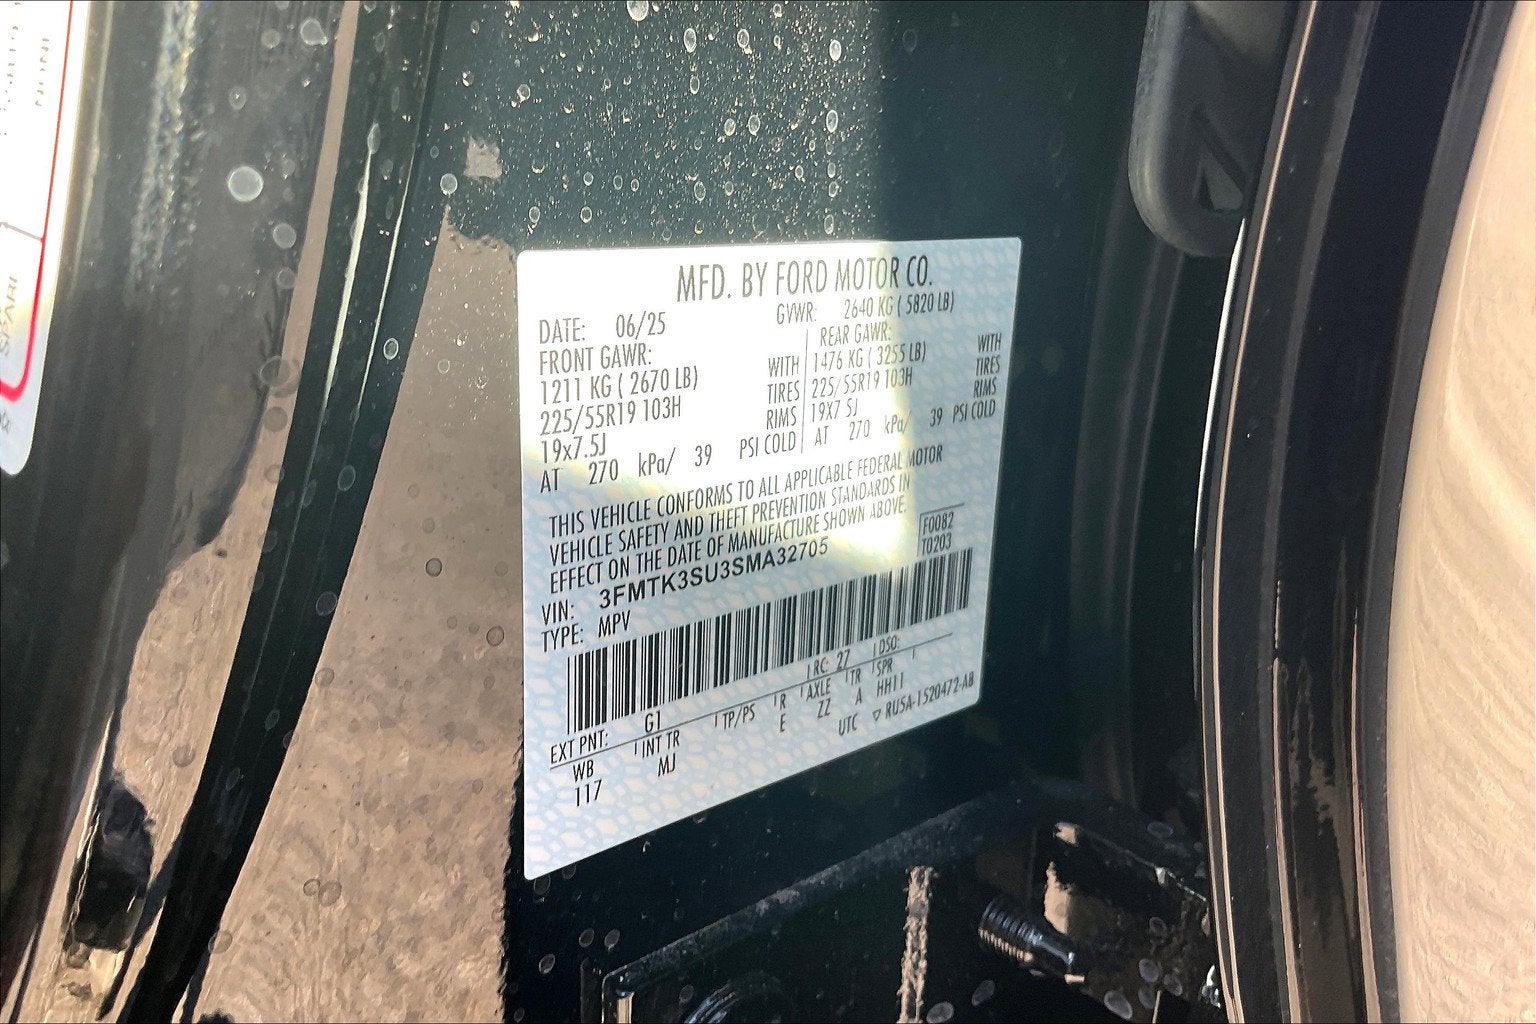 MFD. BY FORD MOTOR CO.
DATE: 06/25 GVWR: 2640 KG ( 5820 LB)
FRONT GAWR: REAR GAWR:
1211 KG ( 2670 LB) WITH 1476 KG ( 3255 LB) WITH
225/55R19 103H TIRES 225/55R19 103H TIRES
19x7.5J RIMS 19X7 5J RIMS
AT 270 kPa/ 39 PSI COLD AT 270 kPa/ 39 PSI COLD
THIS VEHICLE CONFORMS TO ALL APPLICABLE FEDERAL MOTOR
VEHICLE SAFETY AND THEFT PREVENTION STANDARDS IN
EFFECT ON THE DATE OF MANUFACTURE SHOWN ABOVE.
F0082
T0203
VIN: 3FMTK3SU3SMA32705
TYPE: MPV
EXT PNT: G1 RC: 27 DSO:
WB INT TR TP/PS R AXLE TR SPR
117 MJ E ZZ A HH11
UTC ▽ RU5A-1520472-AB
NONE
SPARE